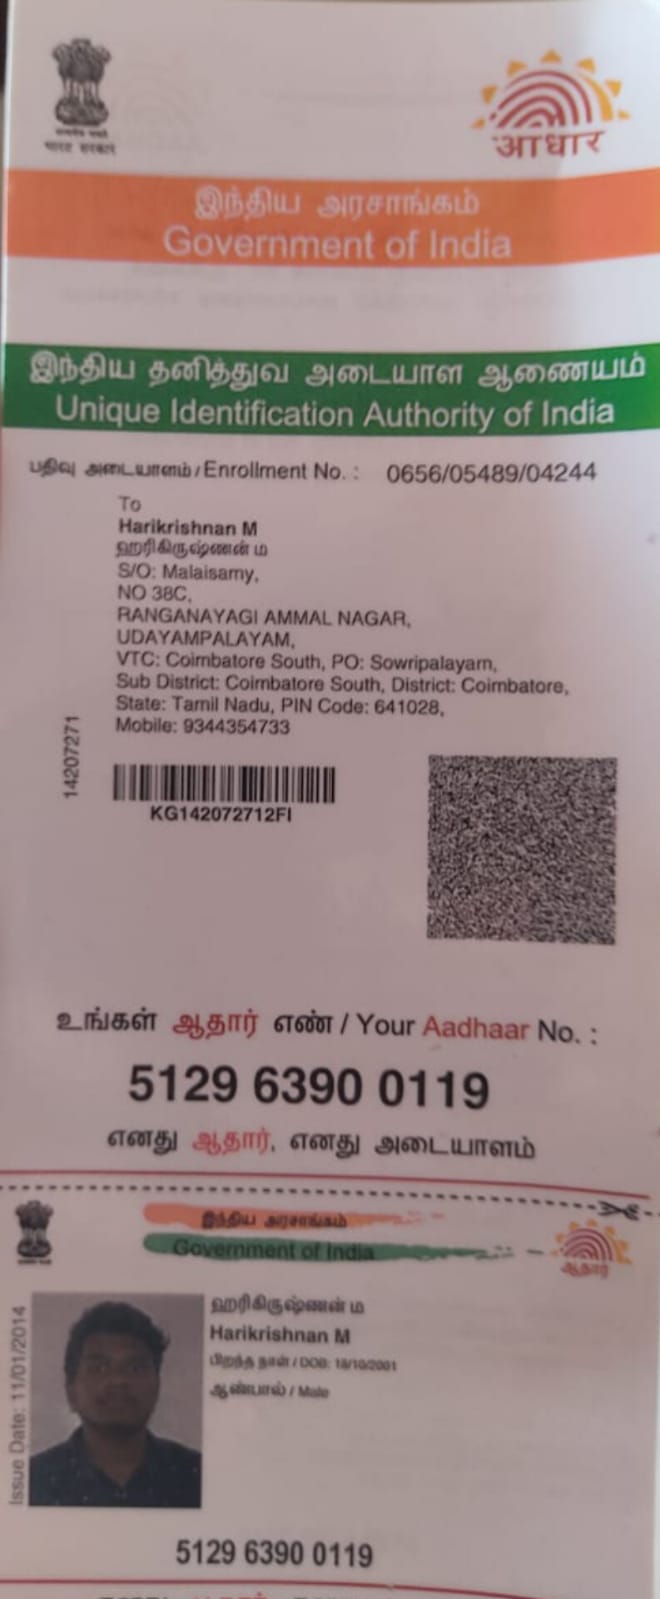 भारत सरकार
आधार
இந்திய அரசாங்கம்
Government of India
இந்திய தனித்துவ அடையாள ஆணையம்
Unique Identification Authority of India
பதிவு அடையாளம் / Enrollment No. : 0656/05489/04244
To
Harikrishnan M
ஹரிகிருஷ்ணன் ம
S/O: Malaisamy,
NO 38C,
RANGANAYAGI AMMAL NAGAR,
UDAYAMPALAYAM,
VTC: Coimbatore South, PO: Sowripalayam,
Sub District: Coimbatore South, District: Coimbatore,
State: Tamil Nadu, PIN Code: 641028,
Mobile: 9344354733
14207271
KG142072712FI
உங்கள் ஆதார் எண் / Your Aadhaar No. :
5129 6390 0119
எனது ஆதார், எனது அடையாளம்
இந்திய அரசாங்கம்
Government of India
ஆதார்
Issue Date: 11/01/2014
ஹரிகிருஷ்ணன் ம
Harikrishnan M
பிறந்த நாள் / DOB: 18/10/2001
ஆண்பால் / Male
5129 6390 0119